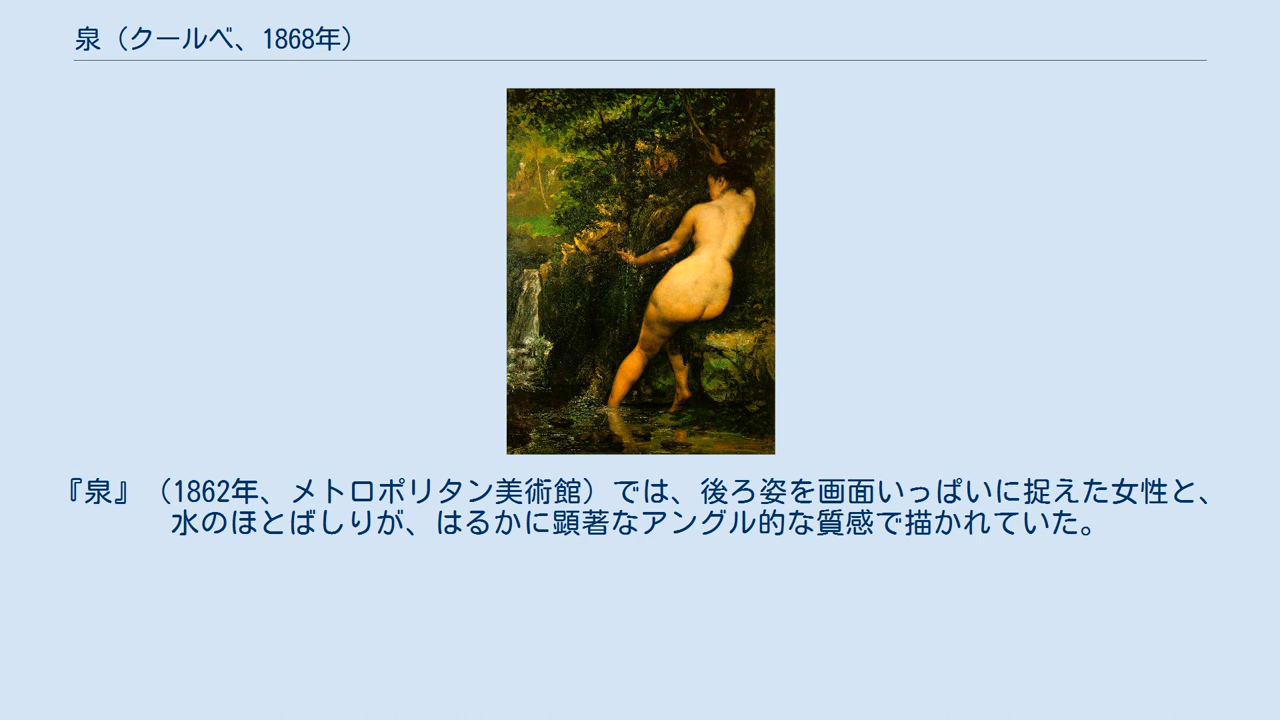 泉（クールベ、1868年）
『泉』（1862年、メトロポリタン美術館）では、後ろ姿を画面いっぱいに捉えた女性と、
水のほとばしりが、はるかに顕著なアングル的な質感で描かれていた。